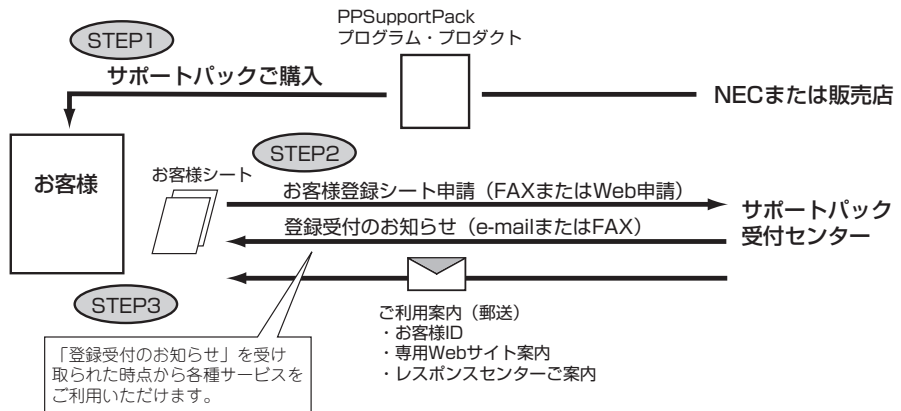 PPSupportPack
プログラム・プロダクト
STEP1
サポートパックご購入
NECまたは販売店
お客様
お客様シート
STEP2
お客様登録シート申請（FAXまたはWeb申請）
登録受付のお知らせ（e-mailまたはFAX）
サポートパック
受付センター
STEP3
ご利用案内（郵送）
・お客様ID
・専用Webサイト案内
・レスポンスセンターご案内
「登録受付のお知らせ」を受け
取られた時点から各種サービスを
ご利用いただけます。